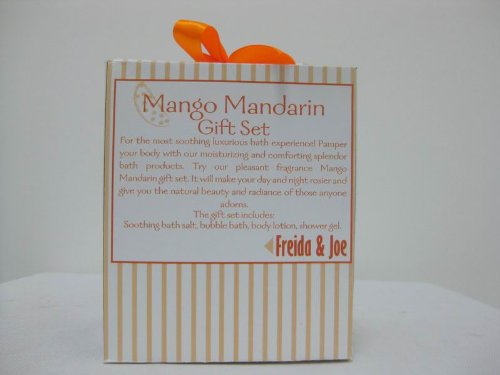 Mango Mandarin
Gift Set
For the most soothing luxurious bath experience! Pamper
your body with our moisturizing and comforting splendor
bath products. Try our pleasant fragrance Mango
Mandarin gift set. It will make your day and night rosier and
give you the natural beauty and radiance of those anyone
adorns.
The gift set includes:
Soothing bath salt, bubble bath, body lotion, shower gel.
Freida & Joe